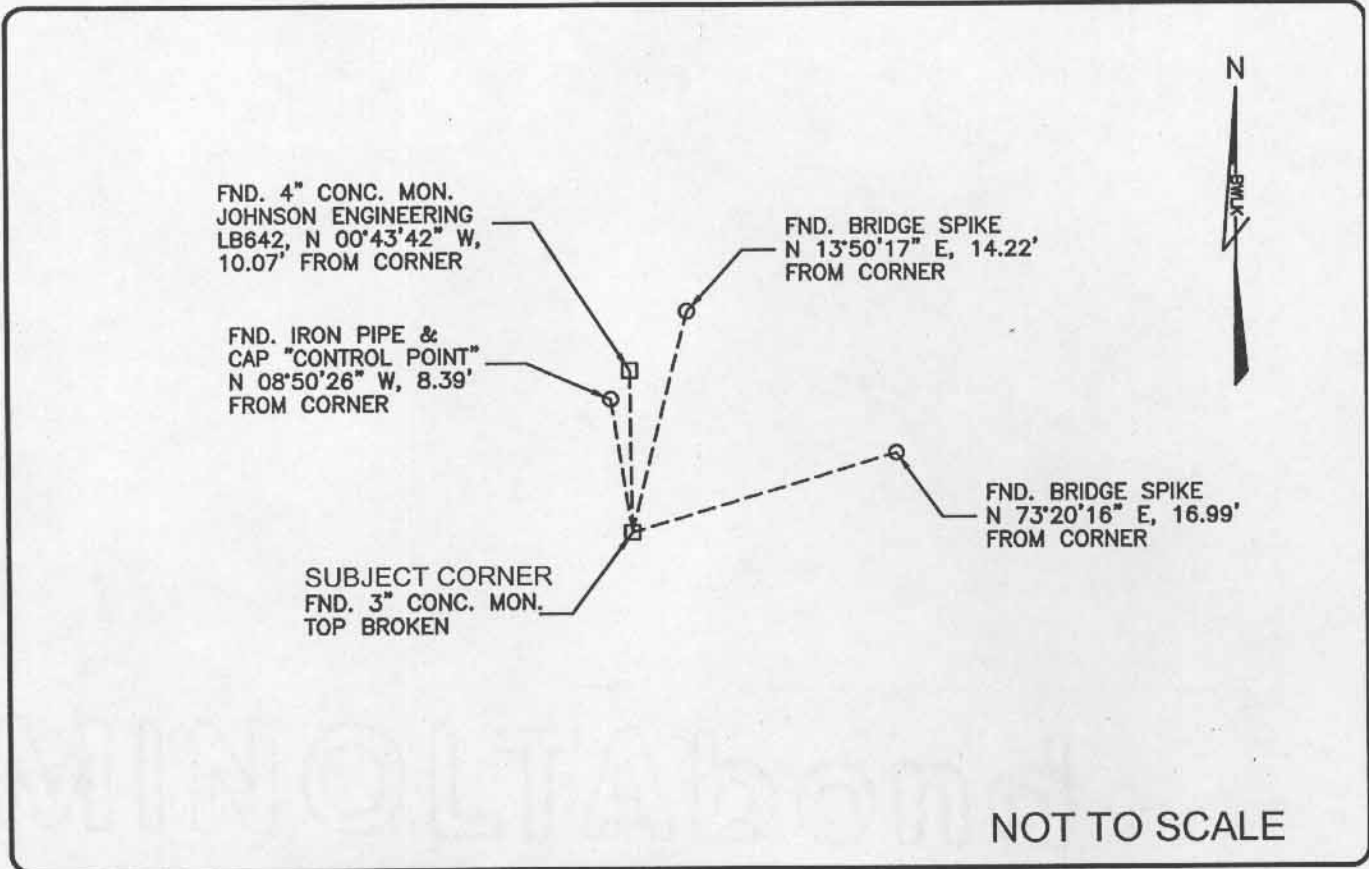 N
BWLK
FND. 4" CONC. MON.
JOHNSON ENGINEERING
LB642, N 00°43'42" W,
10.07' FROM CORNER
FND. BRIDGE SPIKE
N 13°50'17" E, 14.22'
FROM CORNER
FND. IRON PIPE &
CAP "CONTROL POINT"
N 08°50'26" W, 8.39'
FROM CORNER
FND. BRIDGE SPIKE
N 73°20'16" E, 16.99'
FROM CORNER
SUBJECT CORNER
FND. 3" CONC. MON.
TOP BROKEN
MINOLTA bond
NOT TO SCALE